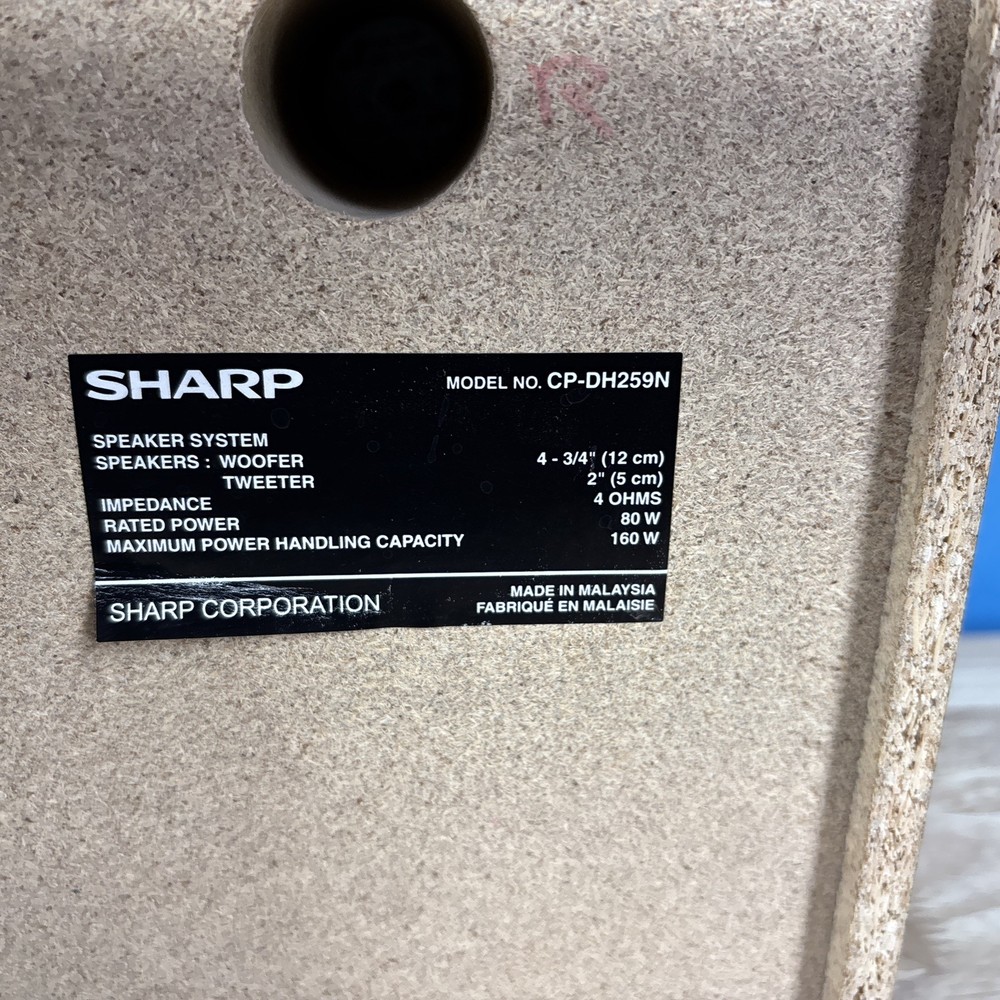 R
SHARP MODEL NO. CP-DH259N
SPEAKER SYSTEM
SPEAKERS : WOOFER 4 - 3/4" (12 cm)
TWEETER 2" (5 cm)
IMPEDANCE 4 OHMS
RATED POWER 80 W
MAXIMUM POWER HANDLING CAPACITY 160 W
SHARP CORPORATION
MADE IN MALAYSIA
FABRIQUÉ EN MALAISIE